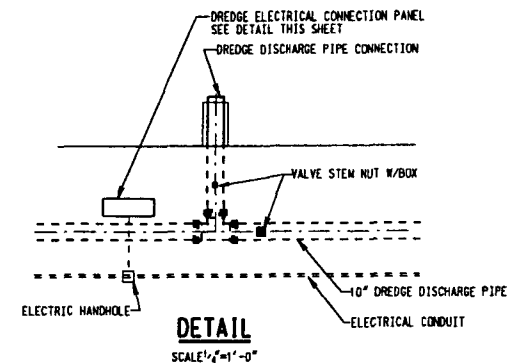 DREDGE ELECTRICAL CONNECTION PANEL
SEE DETAIL THIS SHEET
DREDGE DISCHARGE PIPE CONNECTION
VALVE STEM NUT W/BOX
10" DREDGE DISCHARGE PIPE
ELECTRIC HANDHOLE
ELECTRICAL CONDUIT
DETAIL
SCALE 1/4"=1'-0"